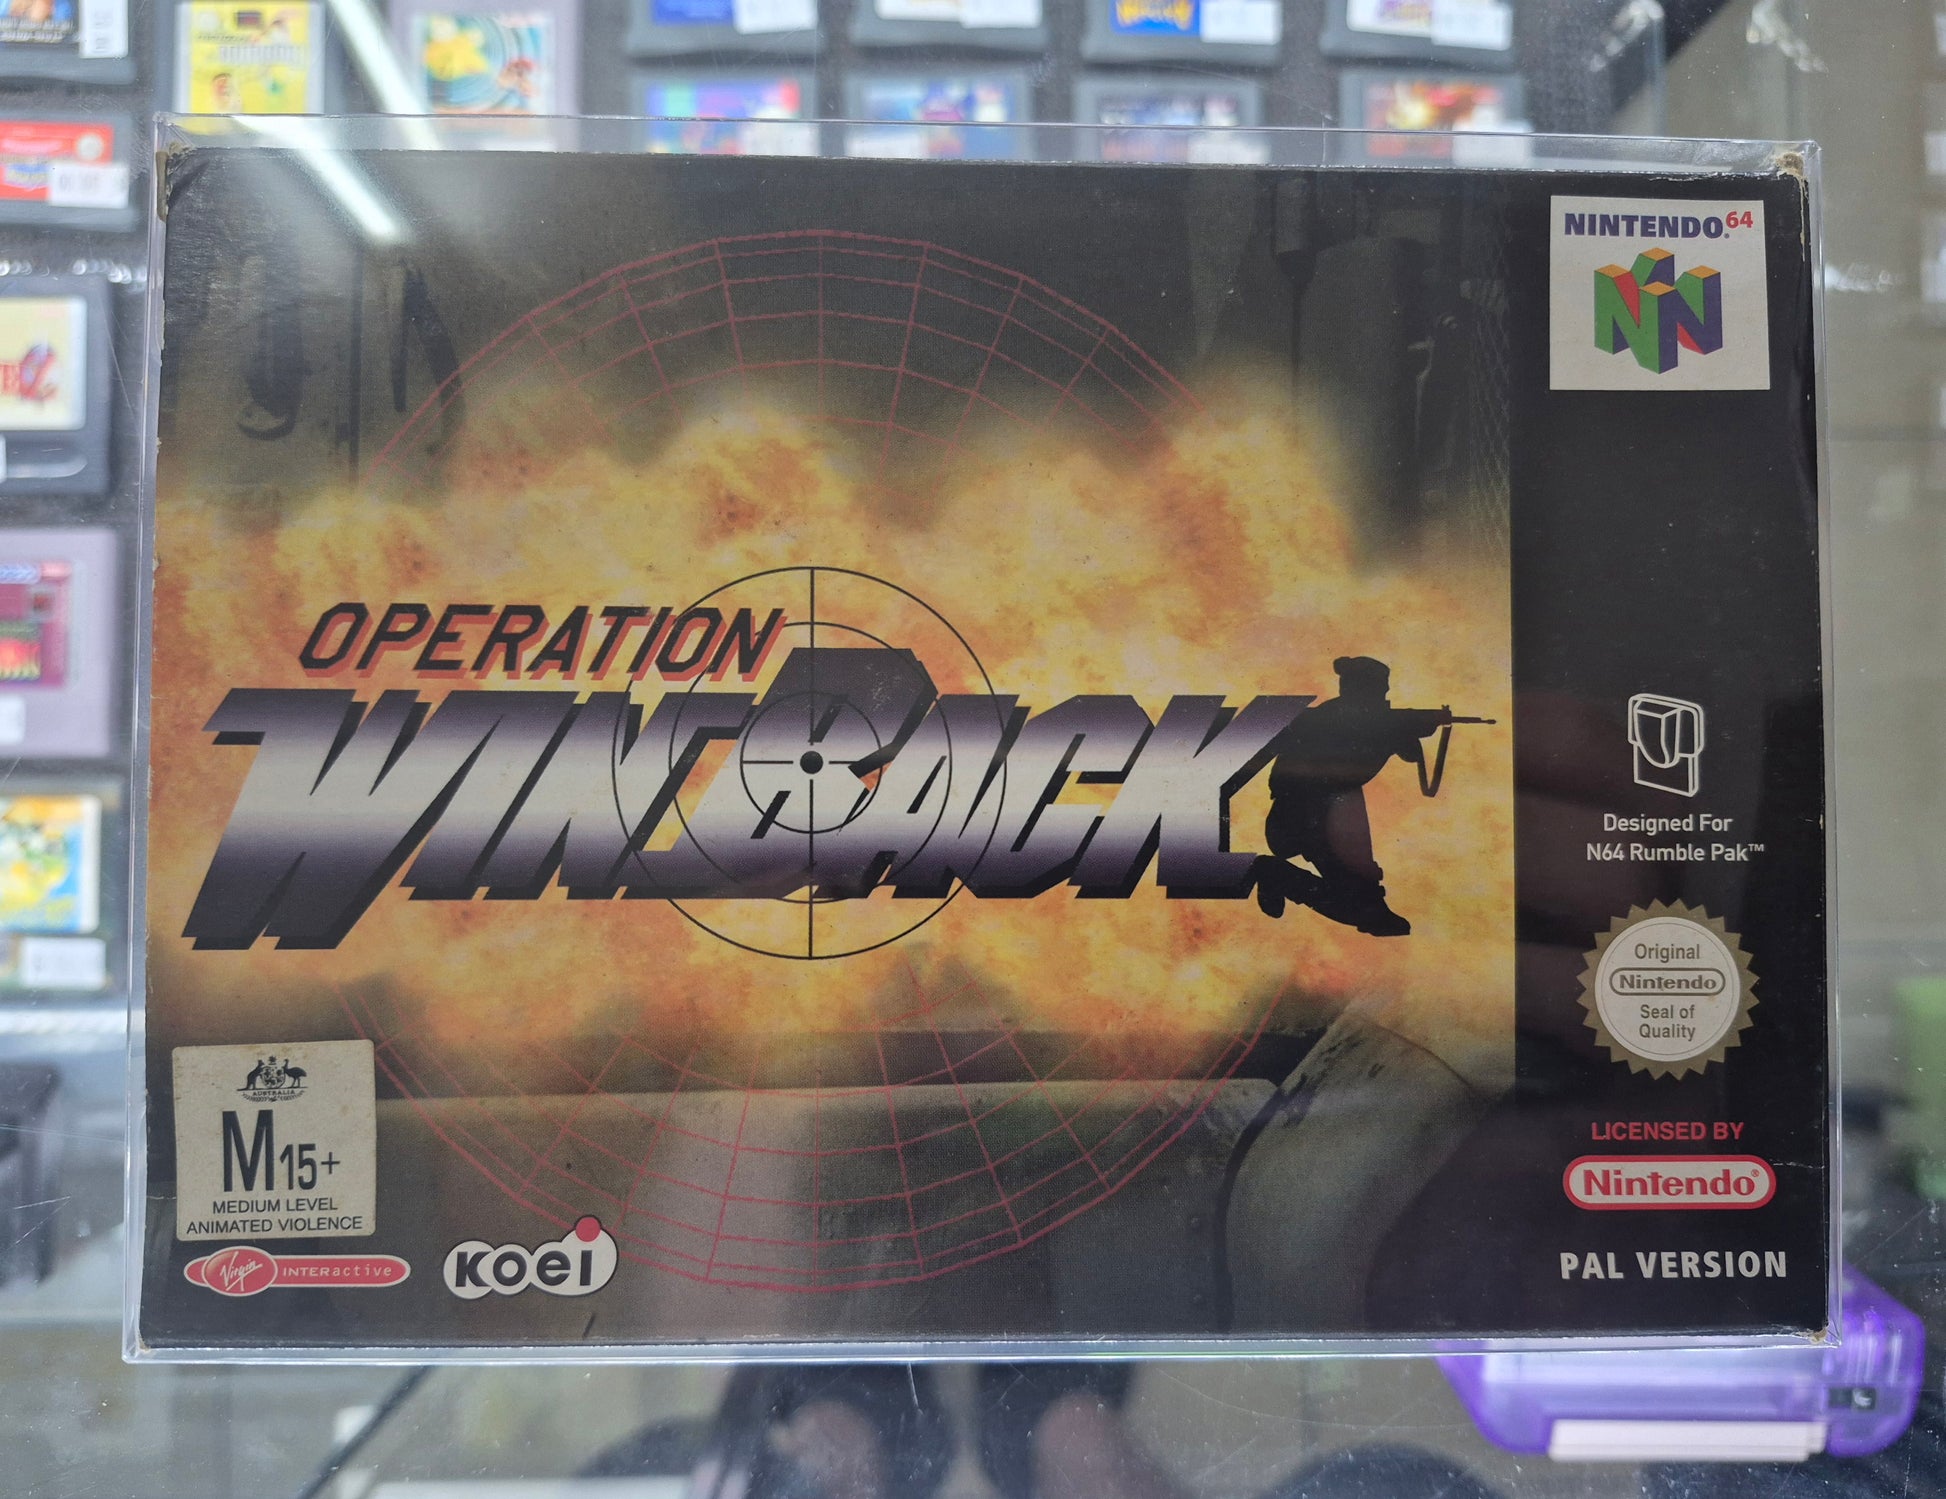 NINTENDO64
OPERATION
WINBACK
Designed For
N64 Rumble Pak™
Original
Nintendo
Seal of
Quality
AUSTRALIA
M15+
MEDIUM LEVEL
ANIMATED VIOLENCE
LICENSED BY
Nintendo®
Virgin INTERactive
KOEI
PAL VERSION